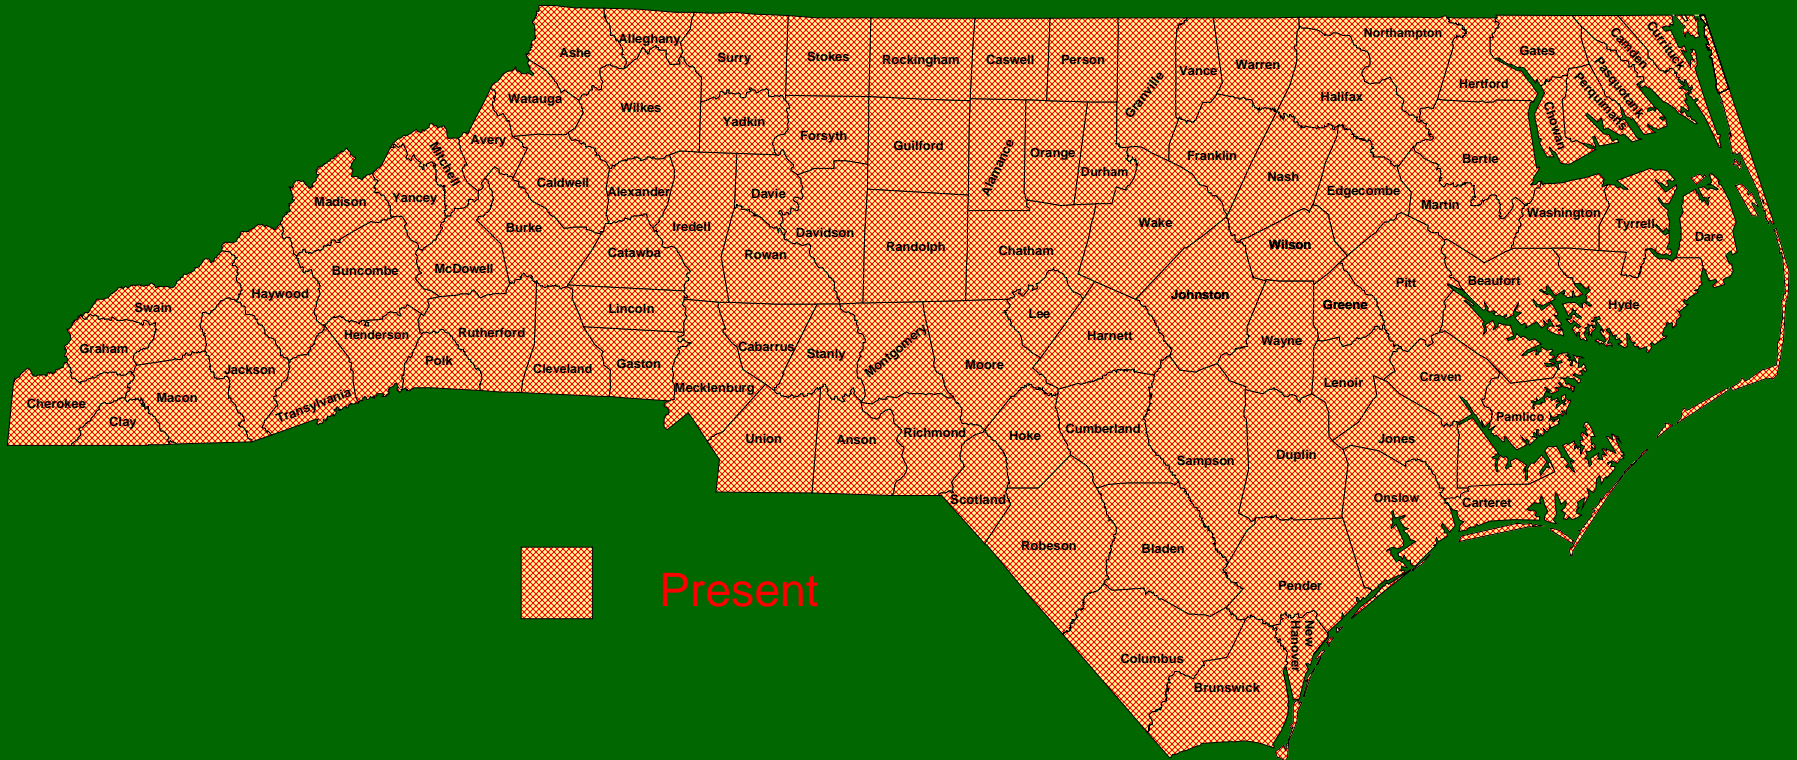 Ashe
Alleghany
Surry
Stokes
Rockingham
Caswell
Person
Granville
Vance
Warren
Northampton
Halifax
Hertford
Gates
Camden
Currituck
Pasquotank
Perquimans
Chowan
Watauga
Wilkes
Yadkin
Forsyth
Guilford
Alamance
Orange
Durham
Franklin
Nash
Edgecombe
Bertie
Martin
Washington
Tyrrell
Dare
Avery
Mitchell
Caldwell
Alexander
Iredell
Davie
Davidson
Randolph
Chatham
Wake
Wilson
Madison
Yancey
Burke
Catawba
Rowan
McDowell
Buncombe
Haywood
Swain
Graham
Cherokee
Clay
Macon
Jackson
Transylvania
Henderson
Polk
Rutherford
Cleveland
Lincoln
Gaston
Mecklenburg
Cabarrus
Stanly
Montgomery
Moore
Lee
Harnett
Johnston
Wayne
Greene
Pitt
Beaufort
Hyde
Lenoir
Craven
Pamlico
Jones
Carteret
Onslow
Duplin
Sampson
Cumberland
Hoke
Richmond
Anson
Union
Scotland
Robeson
Bladen
Pender
New
Hanover
Columbus
Brunswick
Present